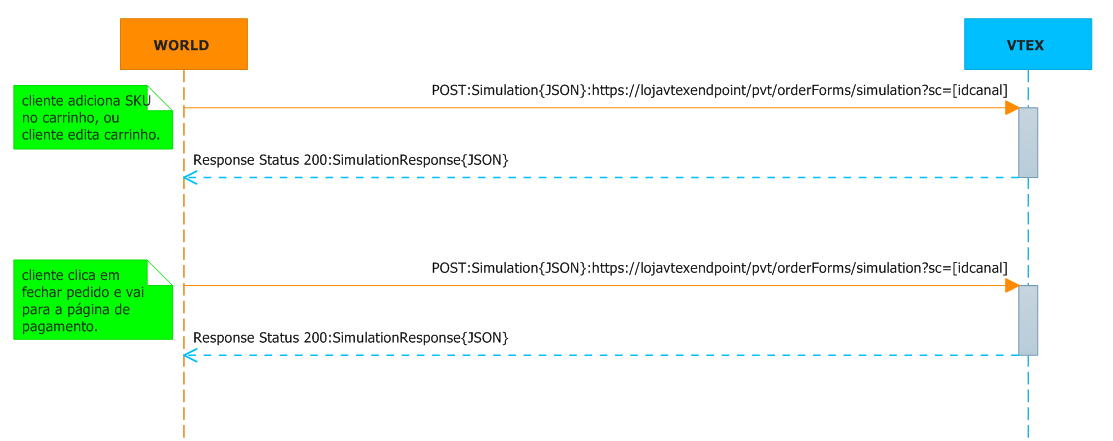 WORLD
VTEX
cliente adiciona SKU
no carrinho, ou
cliente edita carrinho.
POST:Simulation{JSON}:https://lojavtexendpoint/pvt/orderForms/simulation?sc=[idcanal]
Response Status 200:SimulationResponse{JSON}
cliente clica em
fechar pedido e vai
para a página de
pagamento.
POST:Simulation{JSON}:https://lojavtexendpoint/pvt/orderForms/simulation?sc=[idcanal]
Response Status 200:SimulationResponse{JSON}